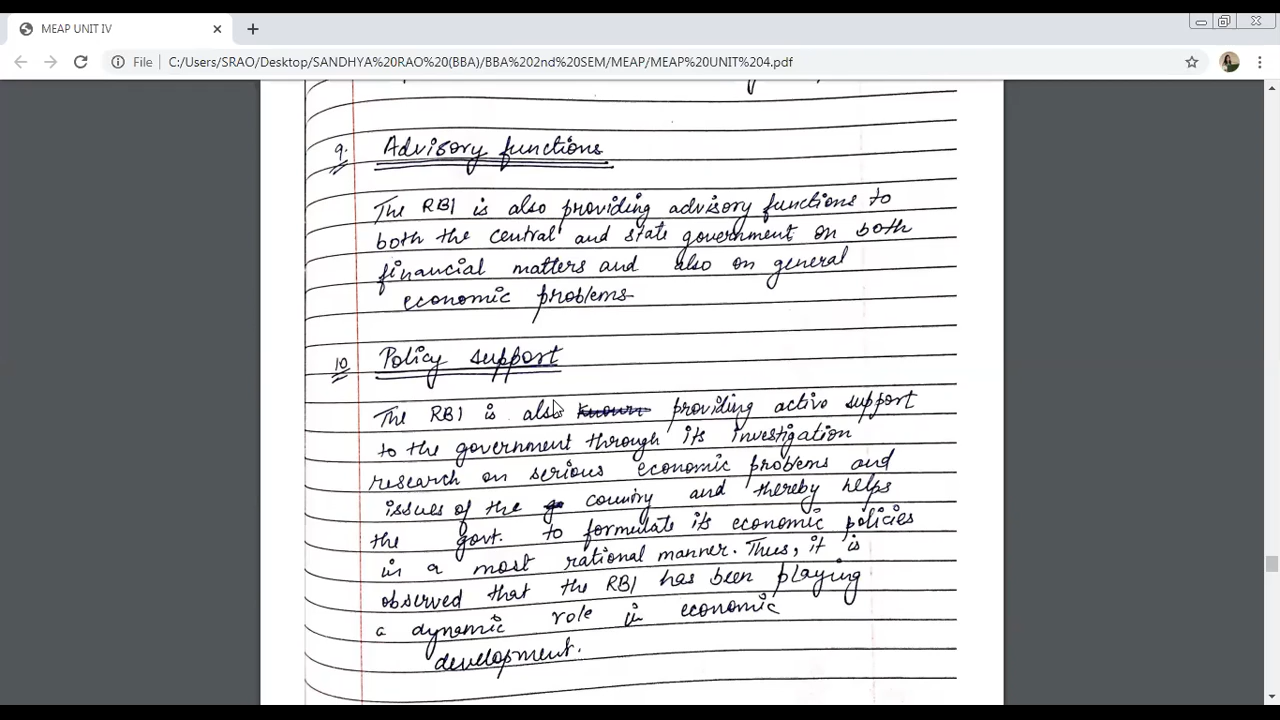 MEAP UNIT IV
File
C:/Users/SRAO/Desktop/SANDHYA%20RAO%20(BBA)/BBA%202nd%20SEM/MEAP/MEAP%20UNIT%204.pdf
9. Advisory functions
The RBI is also providing advisory functions to
both the central and state government on both
financial matters and also on general
economic problems
10 Policy support
The RBI is also known providing active support
to the government through its investigation
research on serious economic problems and
issues of the country and thereby helps
the govt. to formulate its economic policies
in a most rational manner. Thus, it is
observed that the RBI has been playing
a dynamic role in economic
development.